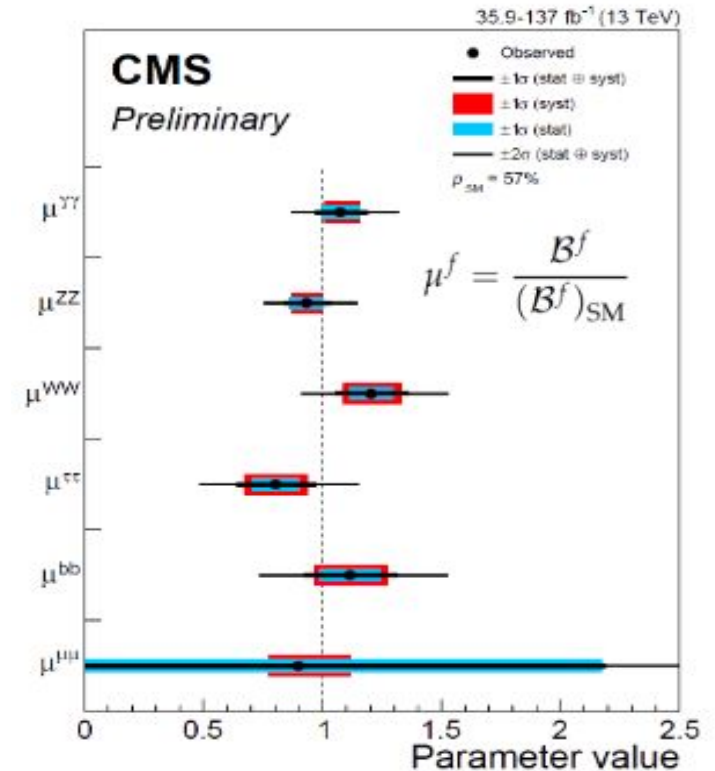 35.9-137 fb⁻¹ (13 TeV)
CMS
Preliminary
Observed
±1σ (stat ⊕ syst)
±1σ (syst)
±1σ (stat)
±2σ (stat ⊕ syst)
p_SM = 57%
μ^γγ
μ^f = B^f / (B^f)_SM
μ^ZZ
μ^WW
μ^ττ
μ^bb
μ^μμ
0 0.5 1 1.5 2 2.5
Parameter value